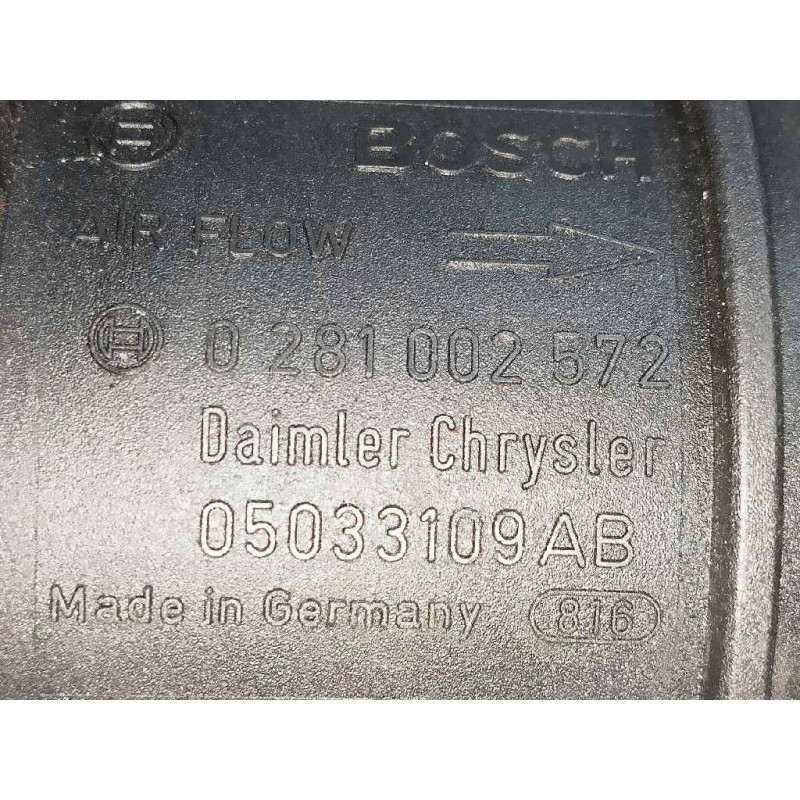 BOSCH
AIR FLOW
0 281 002 572
Daimler Chrysler
05033109AB
Made in Germany 816